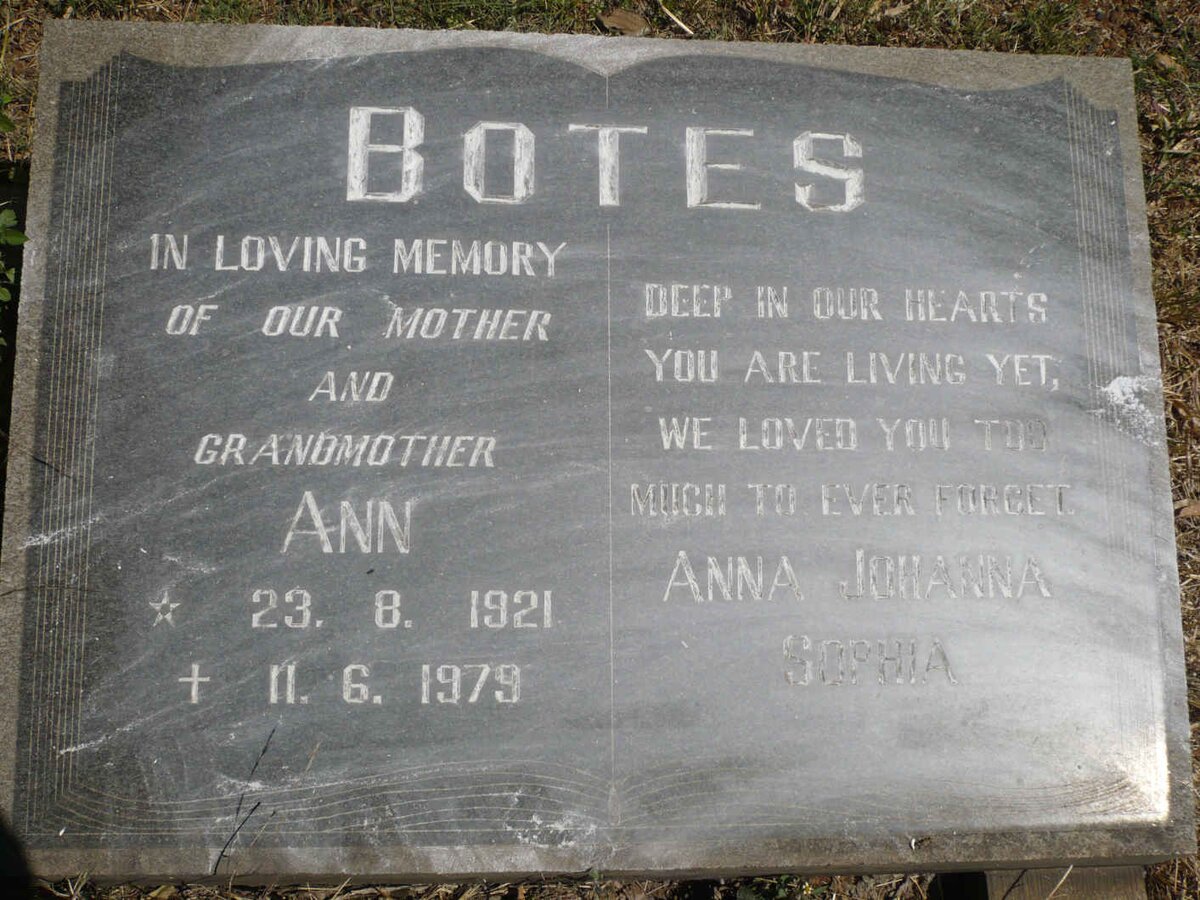 BOTES
IN LOVING MEMORY
OF OUR MOTHER
AND
GRANDMOTHER
ANN
☆ 23. 8. 1921
† 11. 6. 1979
DEEP IN OUR HEARTS
YOU ARE LIVING YET,
WE LOVED YOU TOO
MUCH TO EVER FORGET.
ANNA JOHANNA
SOPHIA